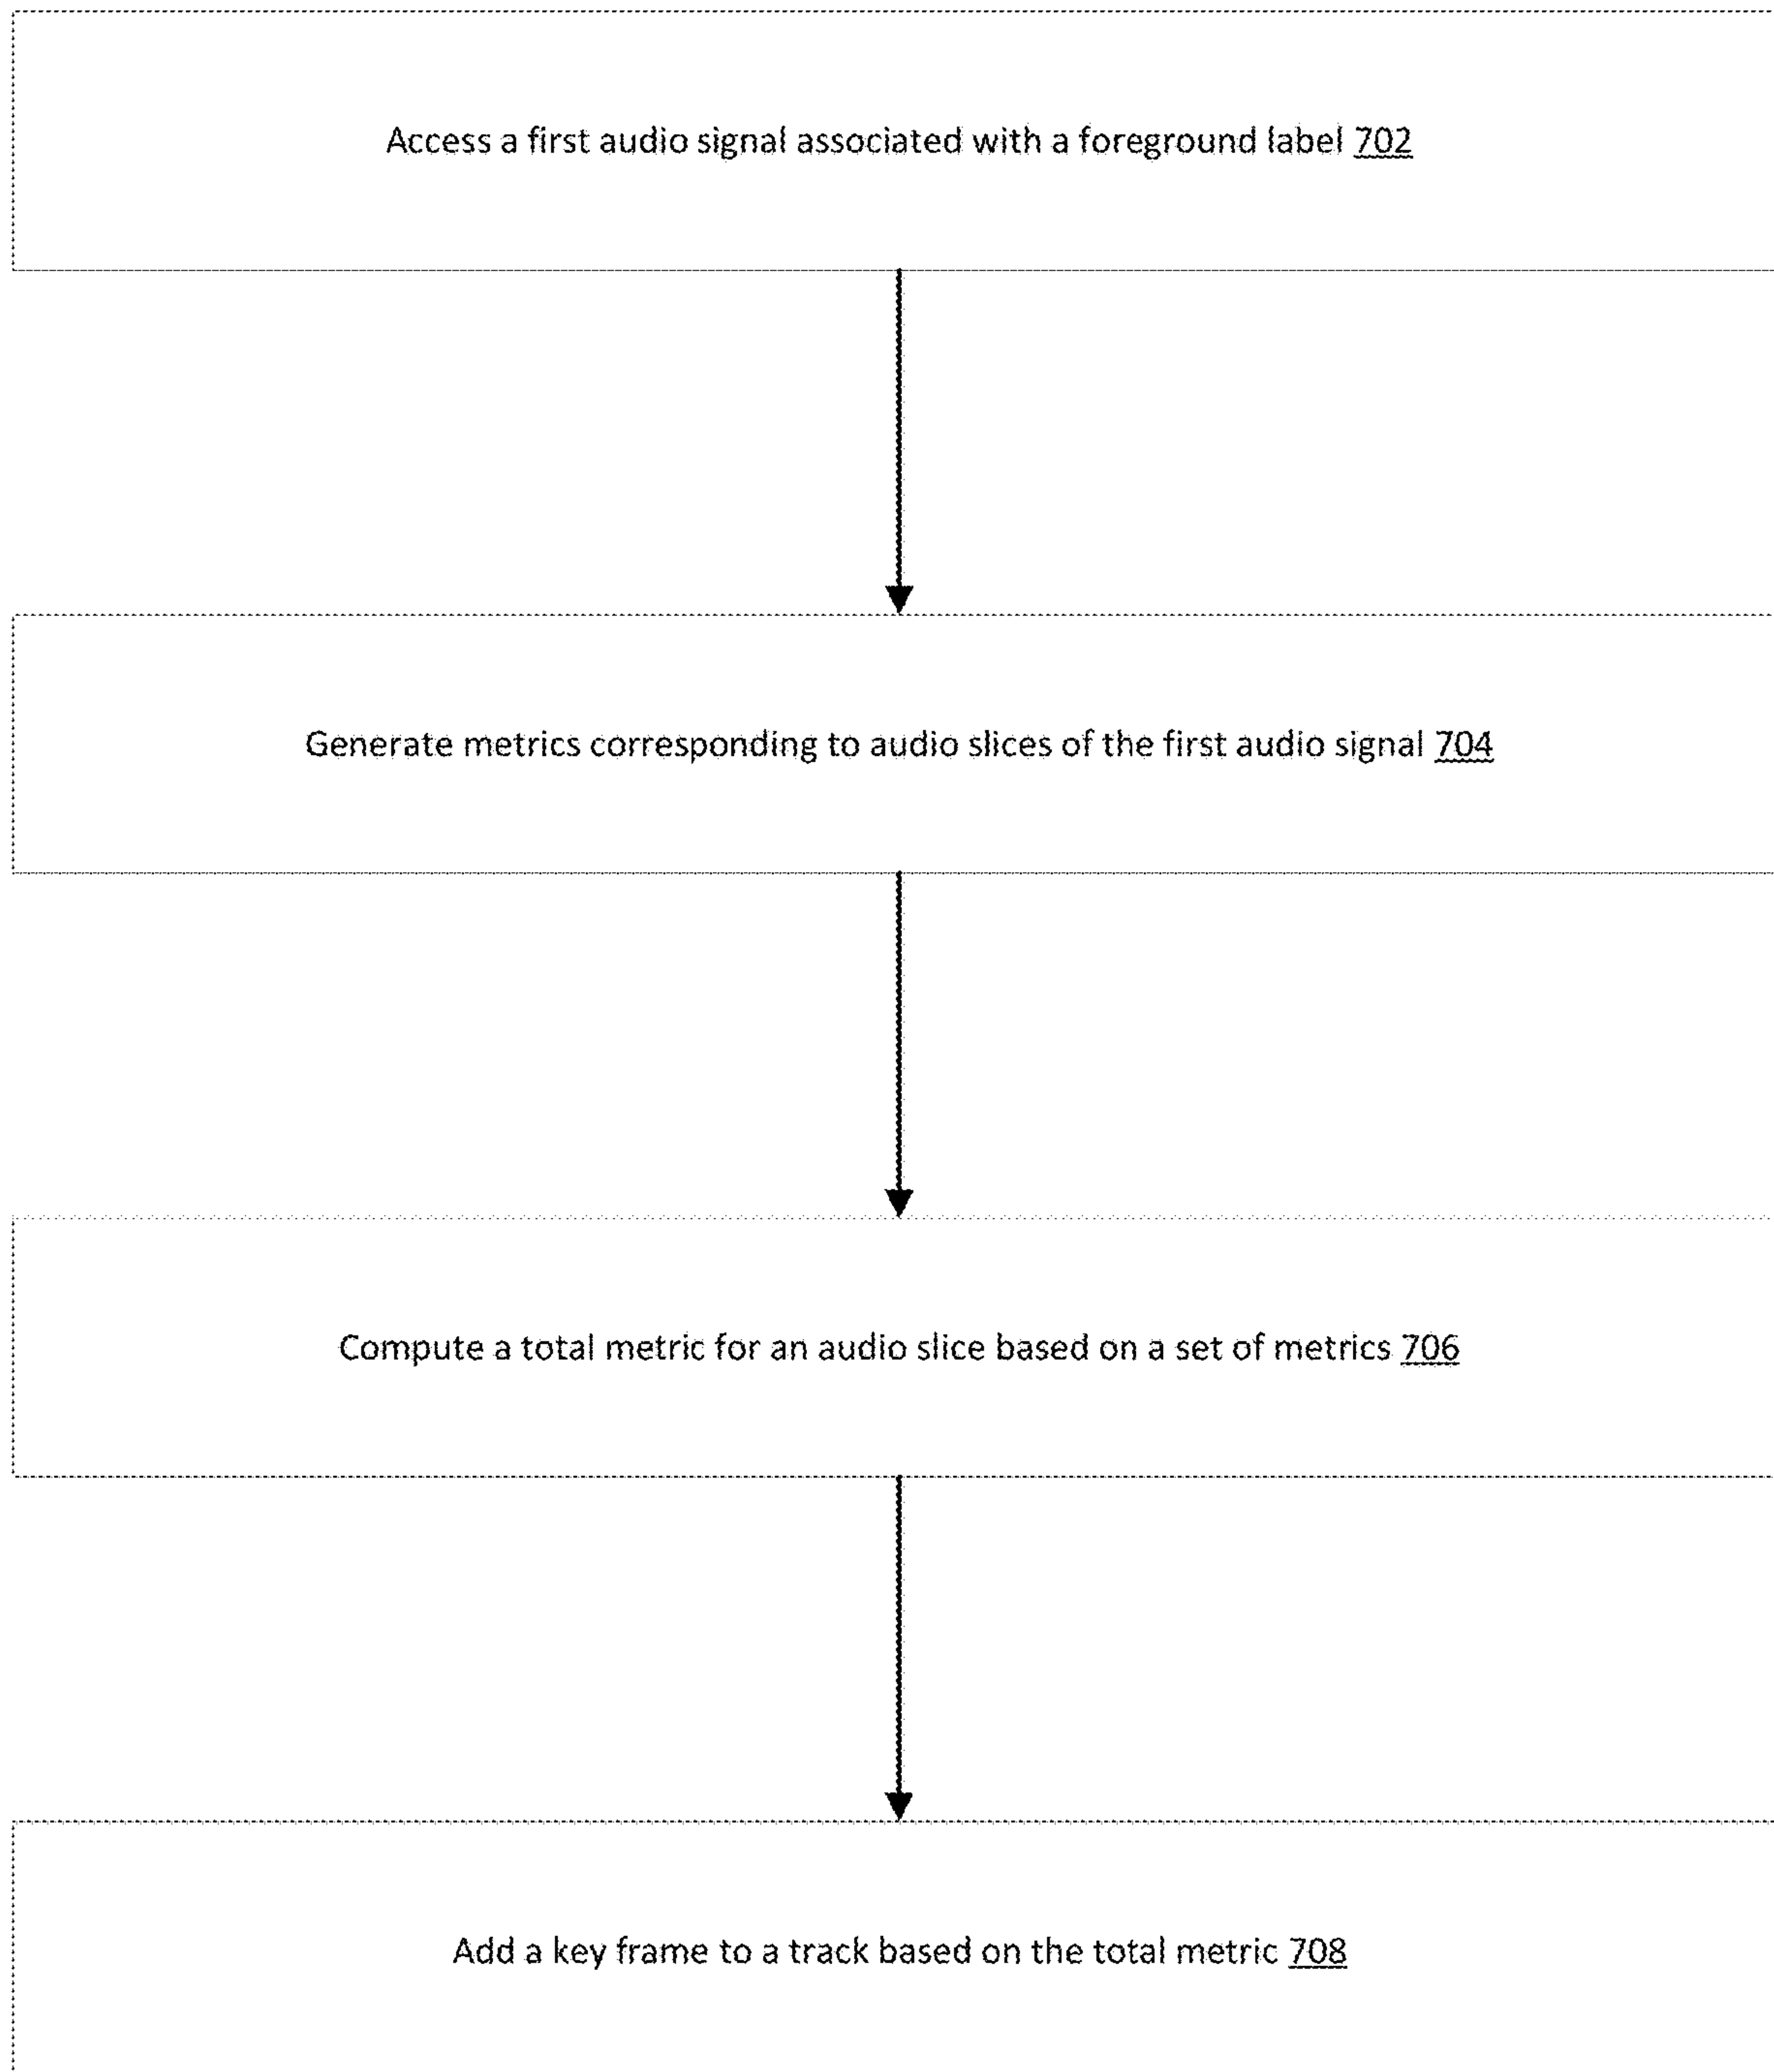 Access a first audio signal associated with a foreground label 702
Generate metrics corresponding to audio slices of the first audio signal 704
Compute a total metric for an audio slice based on a set of metrics 706
Add a key frame to a track based on the total metric 708